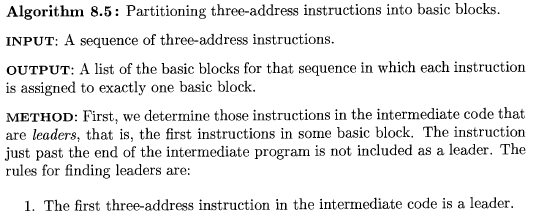 Algorithm 8.5: Partitioning three-address instructions into basic blocks.
INPUT: A sequence of three-address instructions.
OUTPUT: A list of the basic blocks for that sequence in which each instruction
is assigned to exactly one basic block.
METHOD: First, we determine those instructions in the intermediate code that
are leaders, that is, the first instructions in some basic block. The instruction
just past the end of the intermediate program is not included as a leader. The
rules for finding leaders are:
1. The first three-address instruction in the intermediate code is a leader.